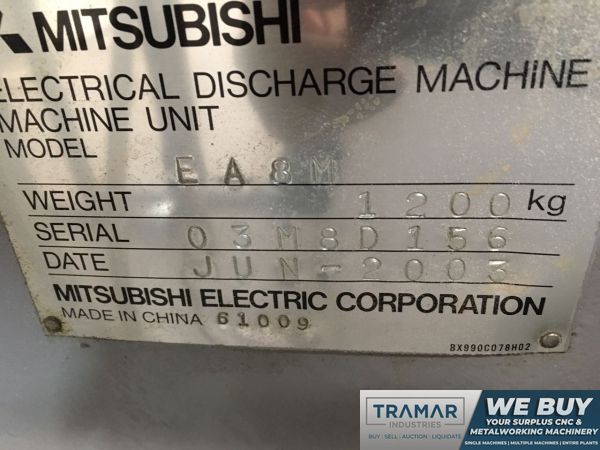 MITSUBISHI
ELECTRICAL DISCHARGE MACHINE
MACHINE UNIT
MODEL EA8M
WEIGHT 1200 kg
SERIAL 03M8D156
DATE JUN-2003
MITSUBISHI ELECTRIC CORPORATION
MADE IN CHINA 61009
BX990C078H02
TRAMAR
INDUSTRIES
BUY | SELL | AUCTION | LIQUIDATE
WE BUY
YOUR SURPLUS CNC &
METALWORKING MACHINERY
SINGLE MACHINES | MULTIPLE MACHINES | ENTIRE PLANTS